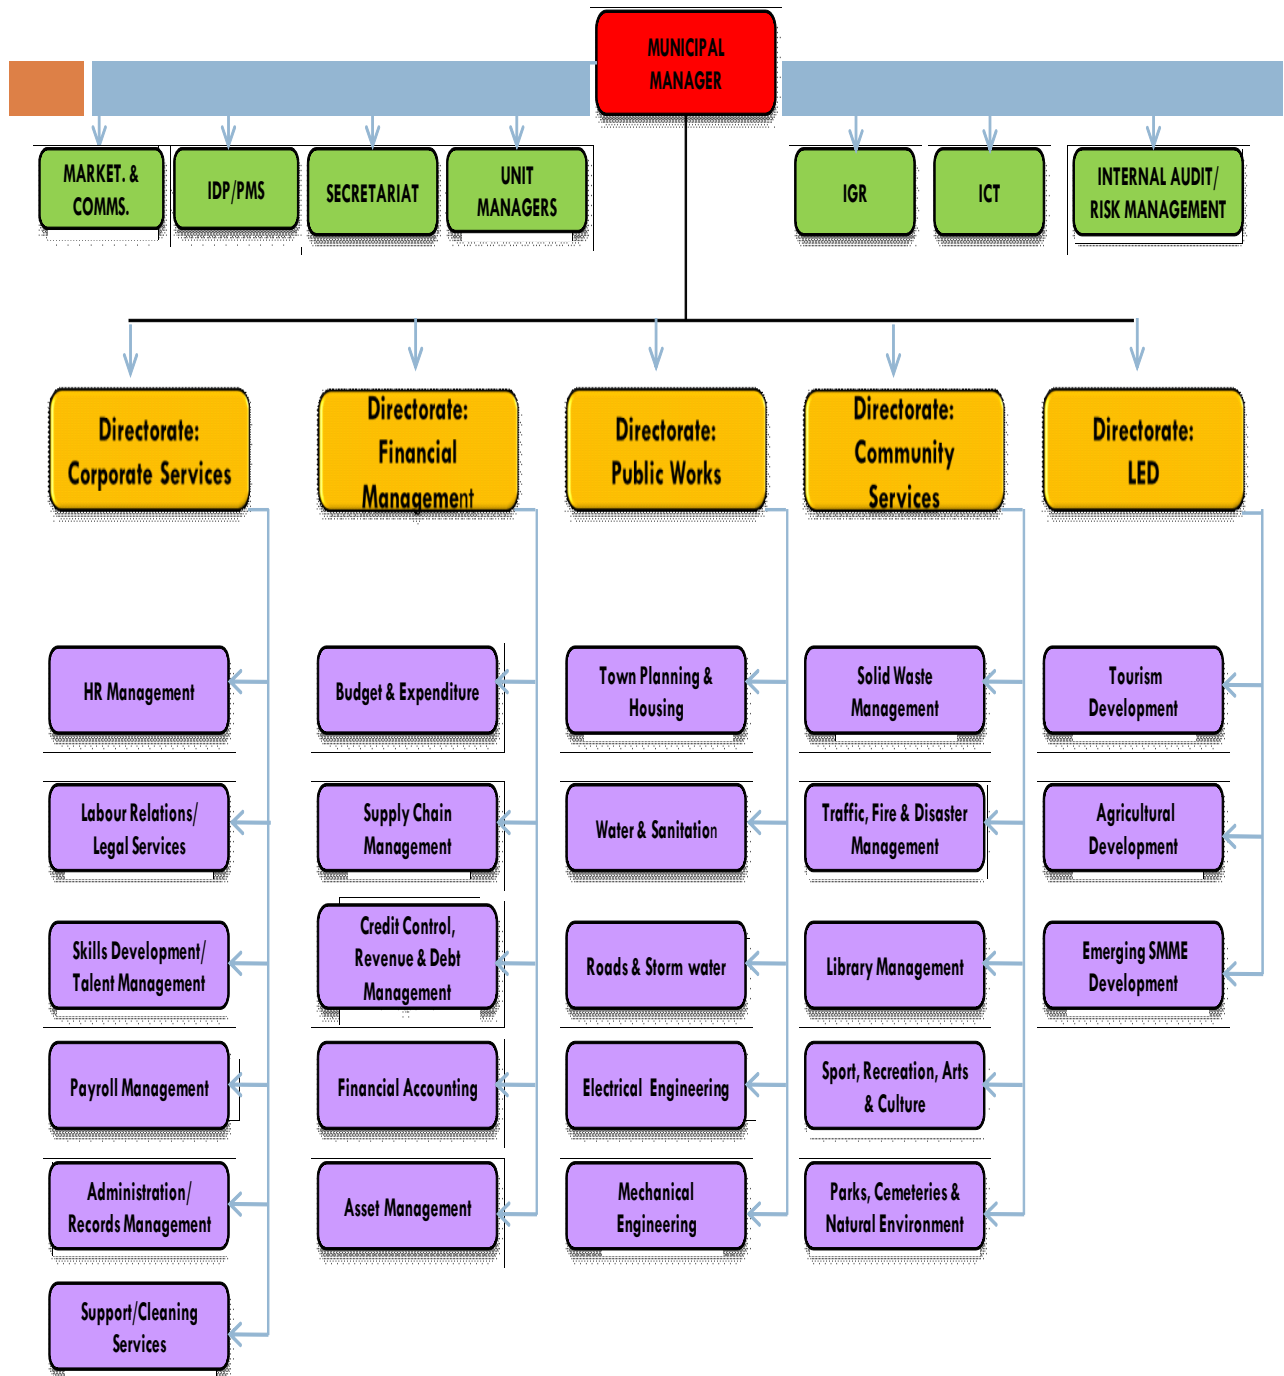 MUNICIPAL
MANAGER
MARKET. &
COMMS.
IDP/PMS
SECRETARIAT
UNIT
MANAGERS
IGR
ICT
INTERNAL AUDIT/
RISK MANAGEMENT
Directorate:
Corporate Services
Directorate:
Financial
Management
Directorate:
Public Works
Directorate:
Community
Services
Directorate:
LED
HR Management
Labour Relations/
Legal Services
Skills Development/
Talent Management
Payroll Management
Administration/
Records Management
Support/Cleaning
Services
Budget & Expenditure
Supply Chain
Management
Credit Control,
Revenue & Debt
Management
Financial Accounting
Asset Management
Town Planning &
Housing
Water & Sanitation
Roads & Storm water
Electrical Engineering
Mechanical
Engineering
Solid Waste
Management
Traffic, Fire & Disaster
Management
Library Management
Sport, Recreation, Arts
& Culture
Parks, Cemeteries &
Natural Environment
Tourism
Development
Agricultural
Development
Emerging SMME
Development